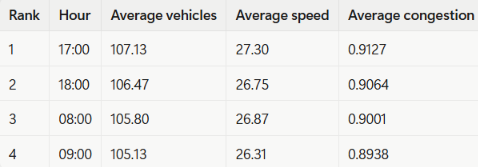 Rank Hour Average vehicles Average speed Average congestion
1 17:00 107.13 27.30 0.9127
2 18:00 106.47 26.75 0.9064
3 08:00 105.80 26.87 0.9001
4 09:00 105.13 26.31 0.8938